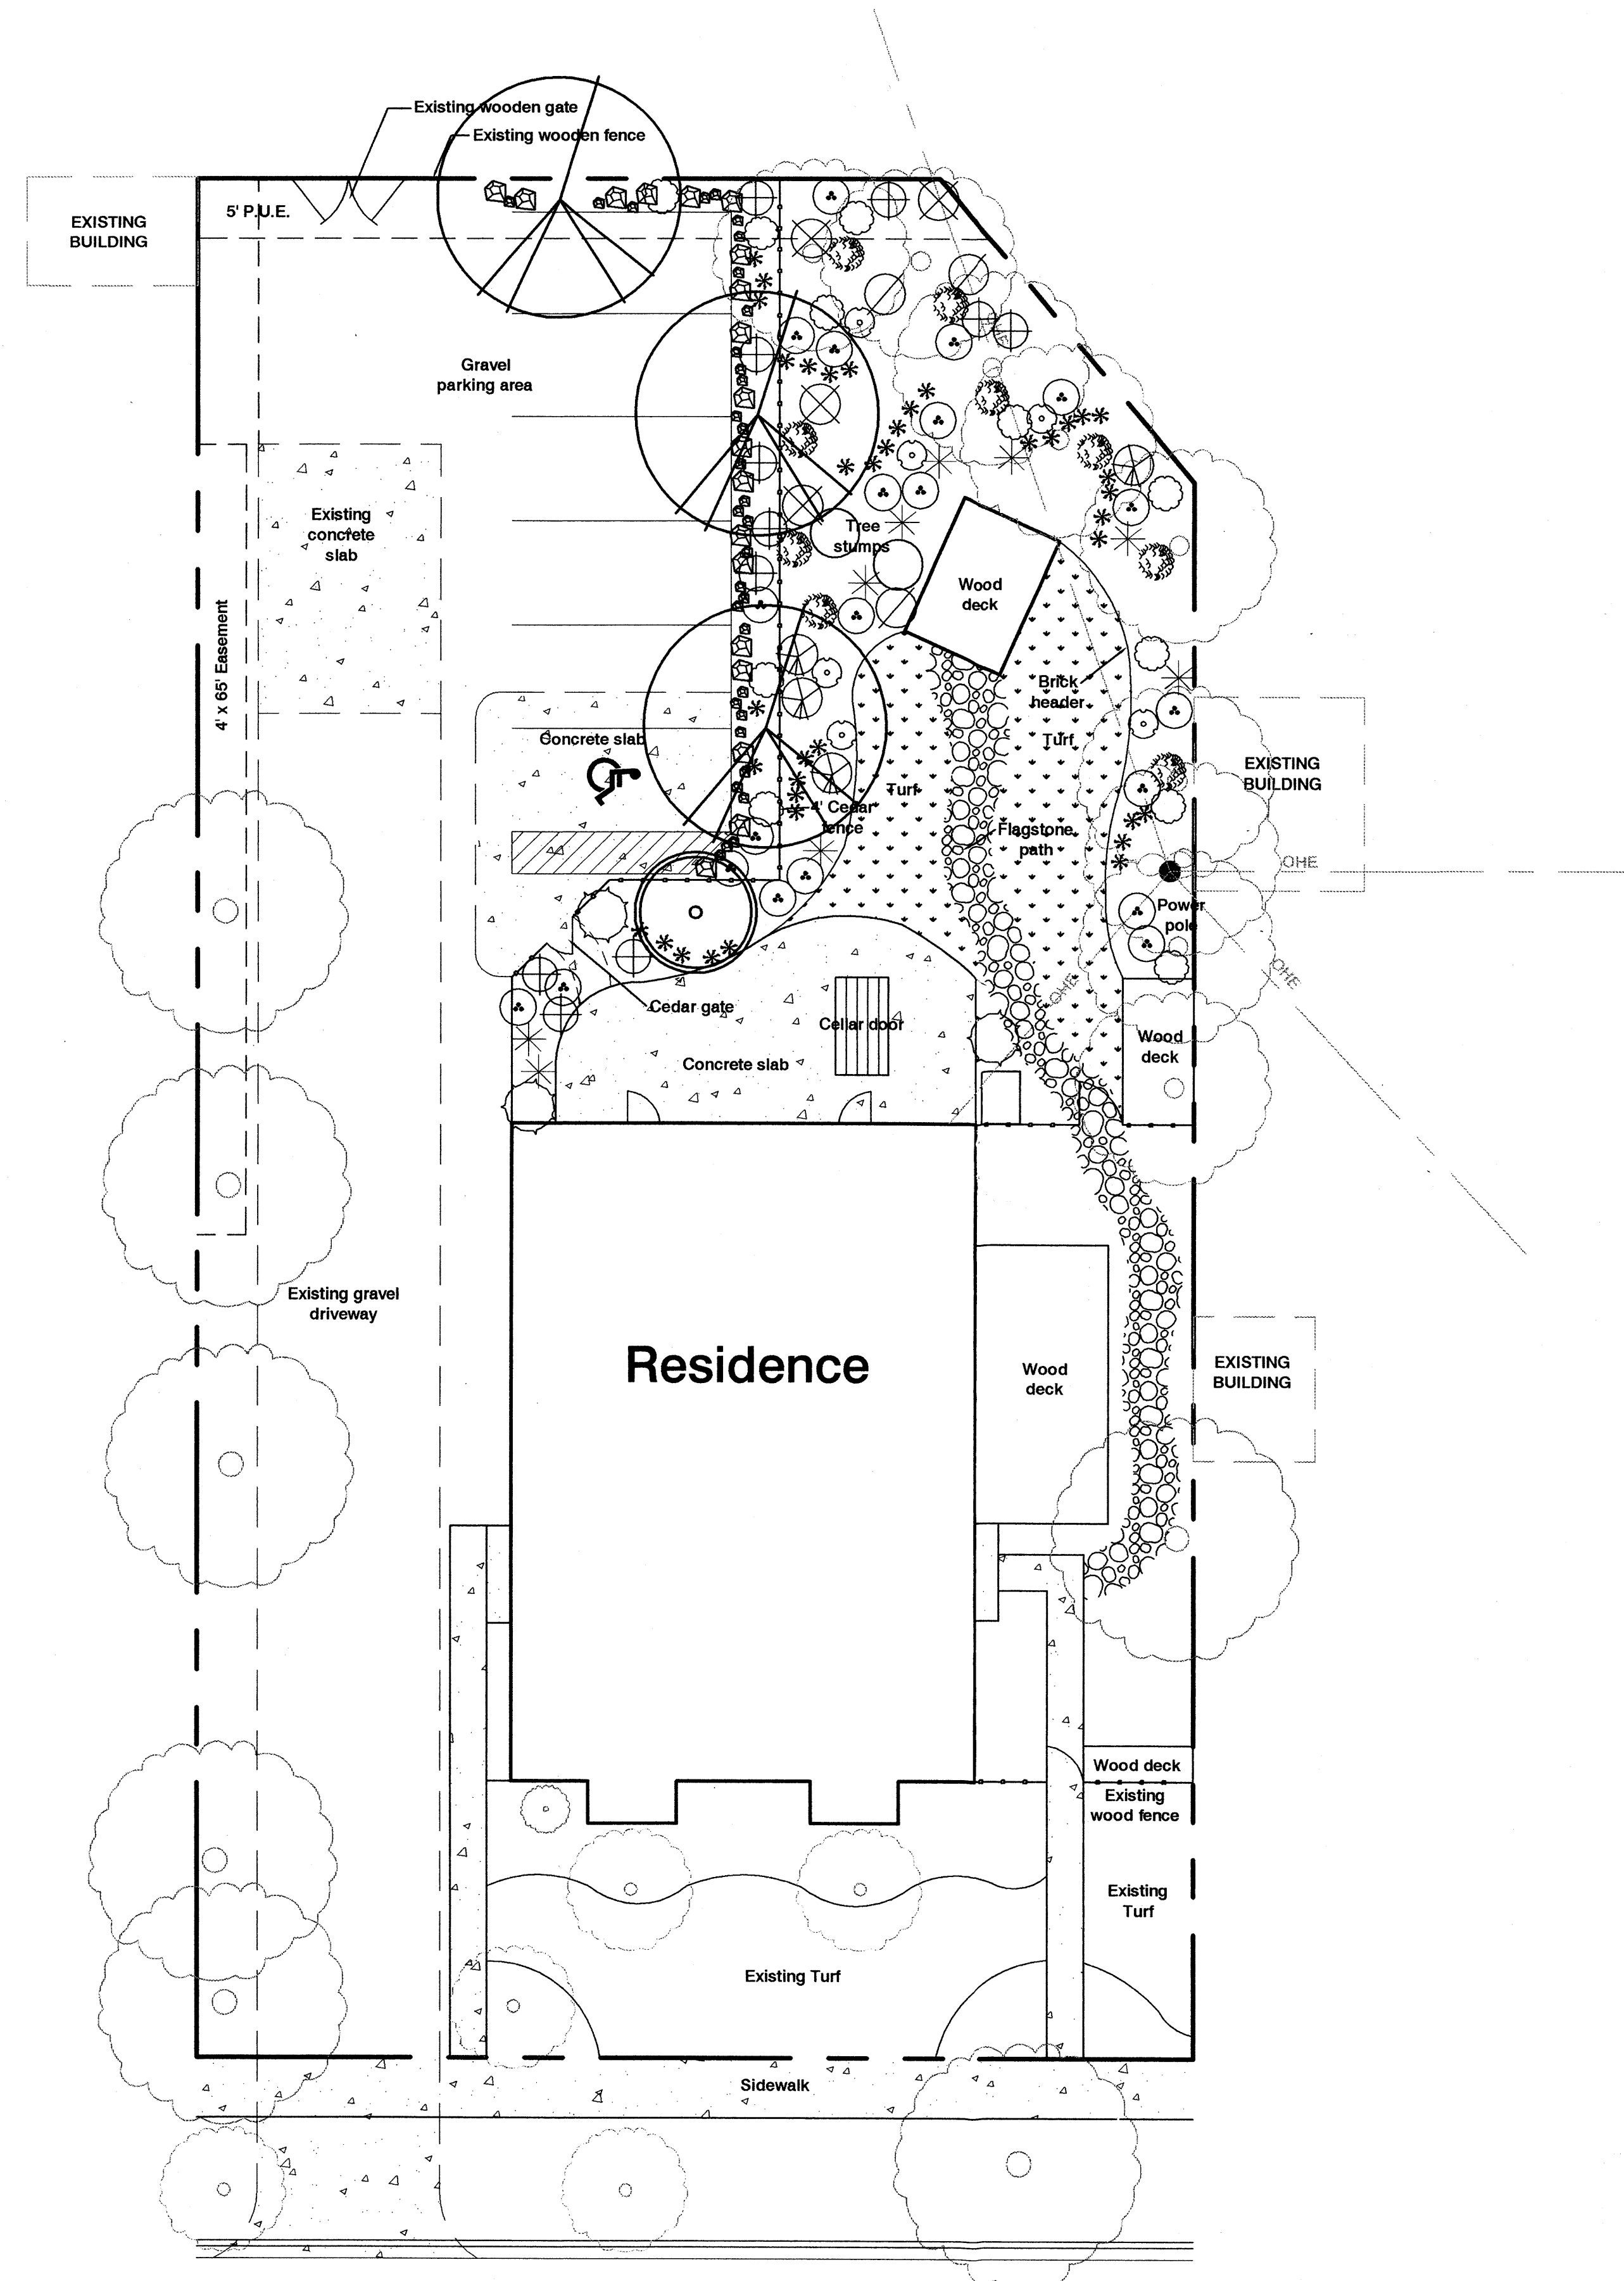 Existing wooden gate
Existing wooden fence
5' P.U.E.
EXISTING
BUILDING
Gravel
parking area
Existing
concrete
slab
Tree
stumps
Wood
deck
4' x 65' Easement
Brick
header
Turf
Concrete slab
EXISTING
BUILDING
Turf
4' Cedar
fence
Flagstone
path
OHE
Power
pole
OHE
OHE
Cedar gate
Cellar door
Wood
deck
Concrete slab
Existing gravel
driveway
Residence
Wood
deck
EXISTING
BUILDING
Wood deck
Existing
wood fence
Existing
Turf
Existing Turf
Sidewalk